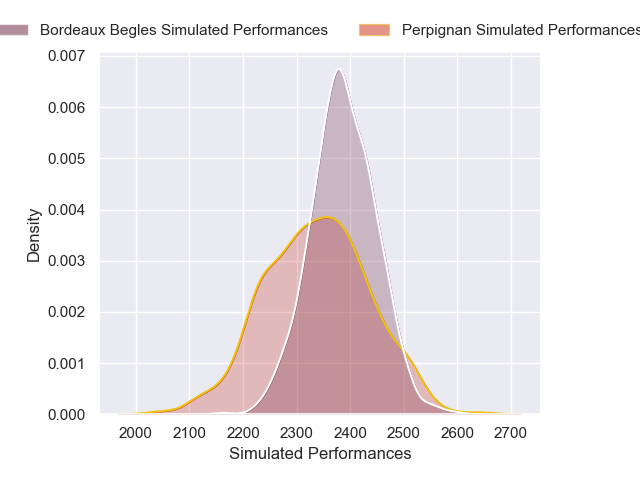 Bordeaux Begles Simulated Performances Perpignan Simulated Performances
0.007
0.006
0.005
0.004
0.003
0.002
0.001
0.000
Density
2000 2100 2200 2300 2400 2500 2600 2700
Simulated Performances